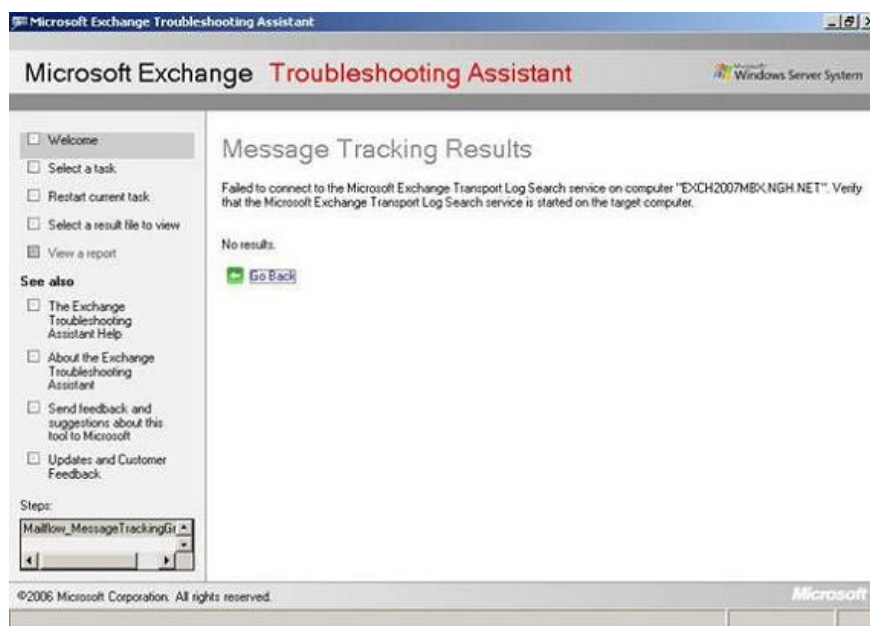 Microsoft Exchange Troubleshooting Assistant
Microsoft Exchange Troubleshooting Assistant
Microsoft
Windows Server System
Welcome
Select a task
Restart current task
Select a result file to view
View a report
See also
The Exchange
Troubleshooting
Assistant Help
About the Exchange
Troubleshooting
Assistant
Send feedback and
suggestions about this
tool to Microsoft
Updates and Customer
Feedback
Steps:
Mailflow_MessageTrackingGr
Message Tracking Results
Failed to connect to the Microsoft Exchange Transport Log Search service on computer "EXCH2007MBX.NGH.NET". Verify
that the Microsoft Exchange Transport Log Search service is started on the target computer.
No results.
Go Back
©2006 Microsoft Corporation. All rights reserved.
Microsoft